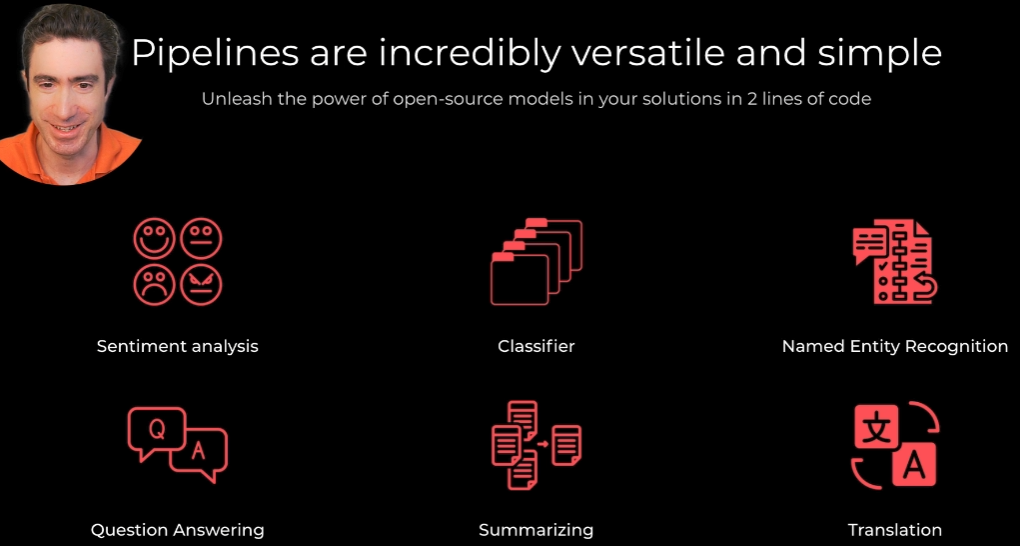 Pipelines are incredibly versatile and simple
Unleash the power of open-source models in your solutions in 2 lines of code
Sentiment analysis
Classifier
Named Entity Recognition
Q
A
文
A
Question Answering
Summarizing
Translation